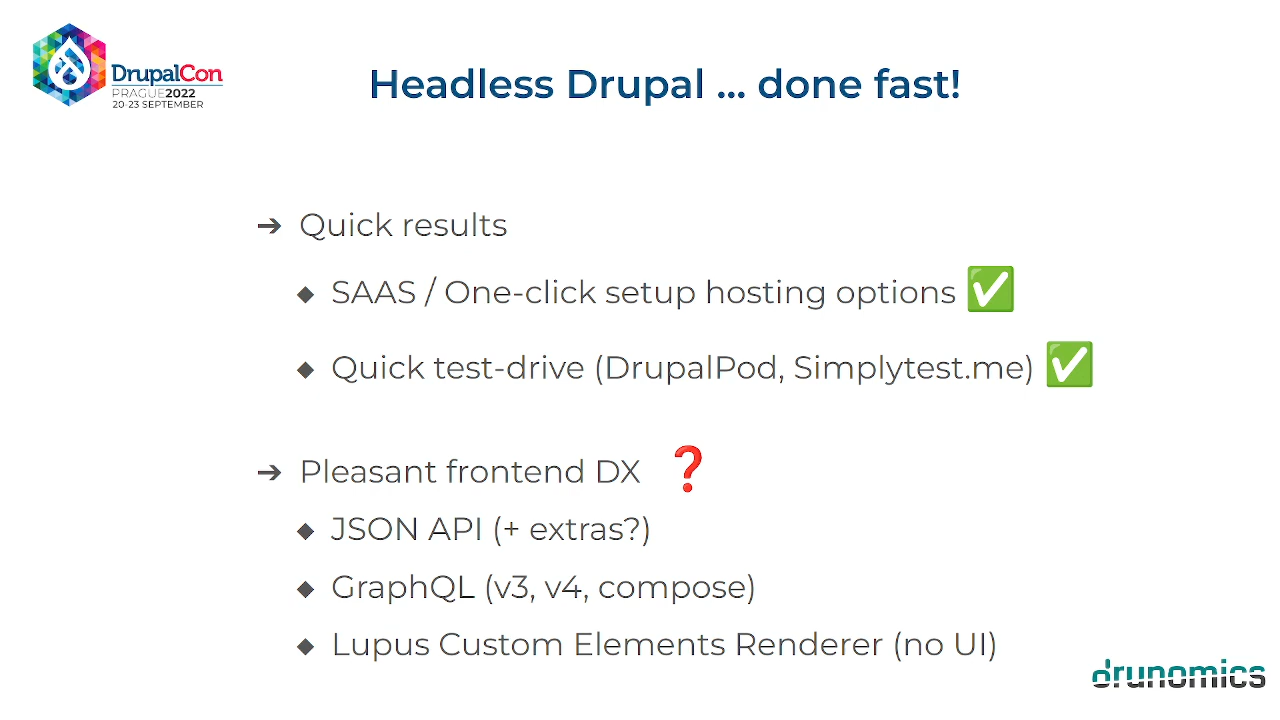 DrupalCon
PRAGUE2022
20-23 SEPTEMBER
Headless Drupal ... done fast!
➔ Quick results
◆ SAAS / One-click setup hosting options ✅
◆ Quick test-drive (DrupalPod, Simplytest.me) ✅
➔ Pleasant frontend DX ❓
◆ JSON API (+ extras?)
◆ GraphQL (v3, v4, compose)
◆ Lupus Custom Elements Renderer (no UI)
drunomics